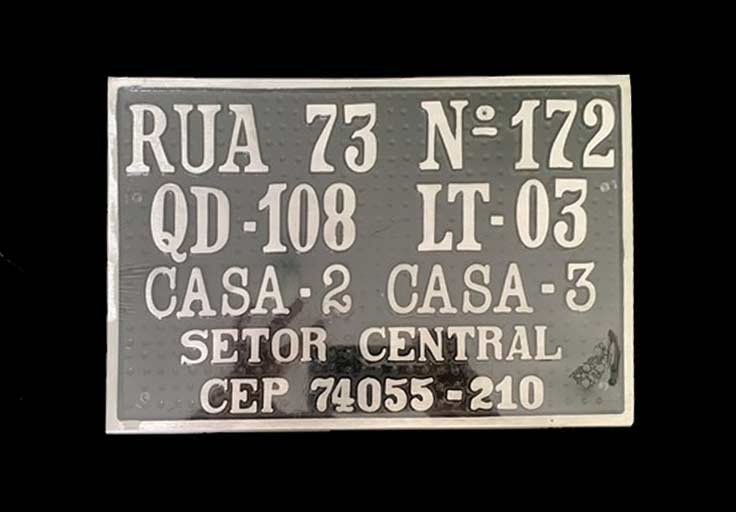 RUA 73 Nº 172
QD-108 LT-03
CASA-2 CASA-3
SETOR CENTRAL
CEP 74055-210